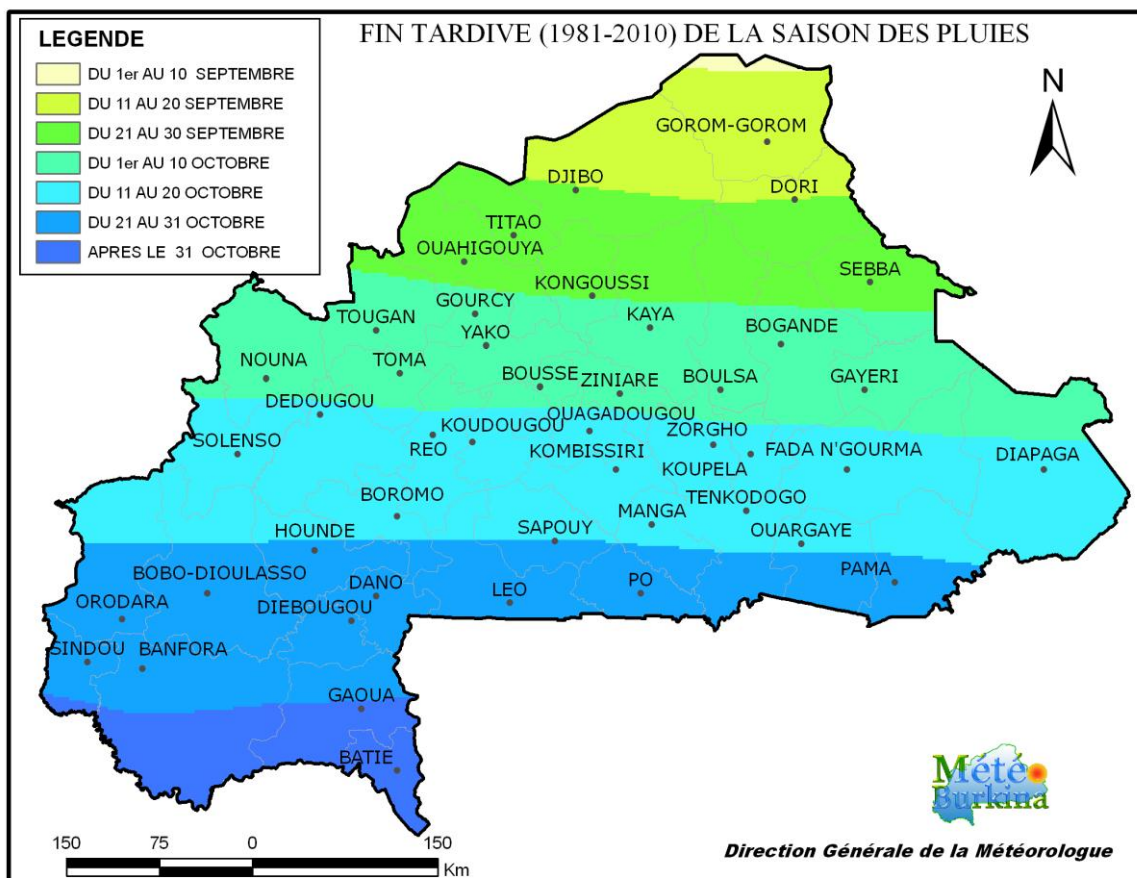 FIN TARDIVE (1981-2010) DE LA SAISON DES PLUIES
LEGENDE
DU 1er AU 10 SEPTEMBRE
DU 11 AU 20 SEPTEMBRE
DU 21 AU 30 SEPTEMBRE
DU 1er AU 10 OCTOBRE
DU 11 AU 20 OCTOBRE
DU 21 AU 31 OCTOBRE
APRES LE 31 OCTOBRE
N
GOROM-GOROM
DJIBO
DORI
TITAO
OUAHIGOUYA
SEBBA
KONGOUSSI
GOURCY
TOUGAN
KAYA
BOGANDE
YAKO
NOUNA
TOMA
BOUSSE
ZINIARE
BOULSA
GAYERI
DEDOUGOU
OUAGADOUGOU
SOLENSO
REO
KOUDOUGOU
KOMBISSIRI
ZORGHO
KOUPELA
FADA N'GOURMA
DIAPAGA
BOROMO
TENKODOGO
MANGA
HOUNDE
SAPOUY
OUARGAYE
BOBO-DIOULASSO
DANO
LEO
PO
PAMA
ORODARA
DIEBOUGOU
SINDOU
BANFORA
GAOUA
BATIE
Météo
Burkina
150 75 0 150
Km
Direction Générale de la Météorologue